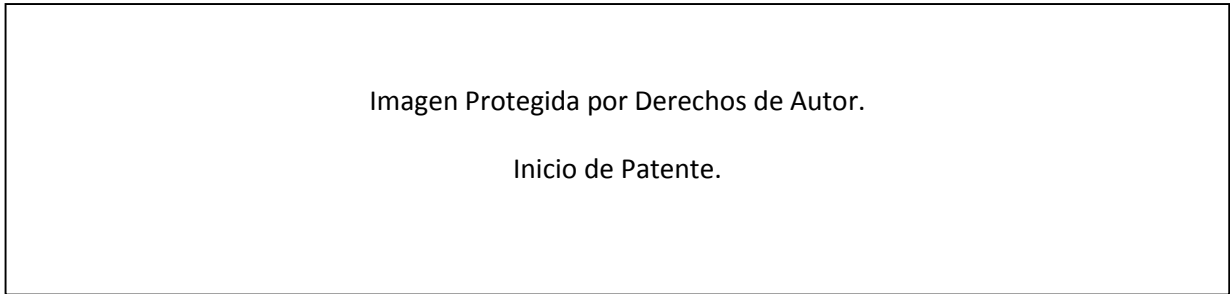 Imagen Protegida por Derechos de Autor.
Inicio de Patente.